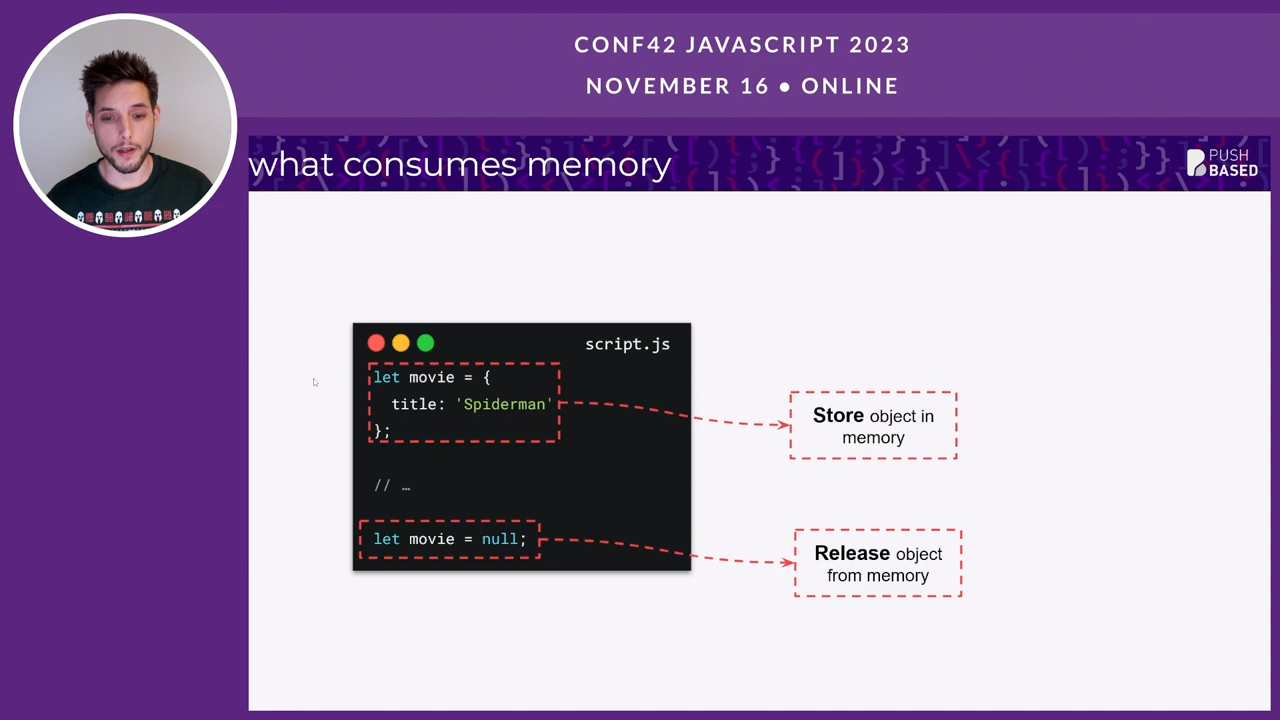 CONF42 JAVASCRIPT 2023
NOVEMBER 16 • ONLINE
what consumes memory
PUSH
BASED
script.js
let movie = {
title: 'Spiderman'
};
// …
let movie = null;
Store object in
memory
Release object
from memory